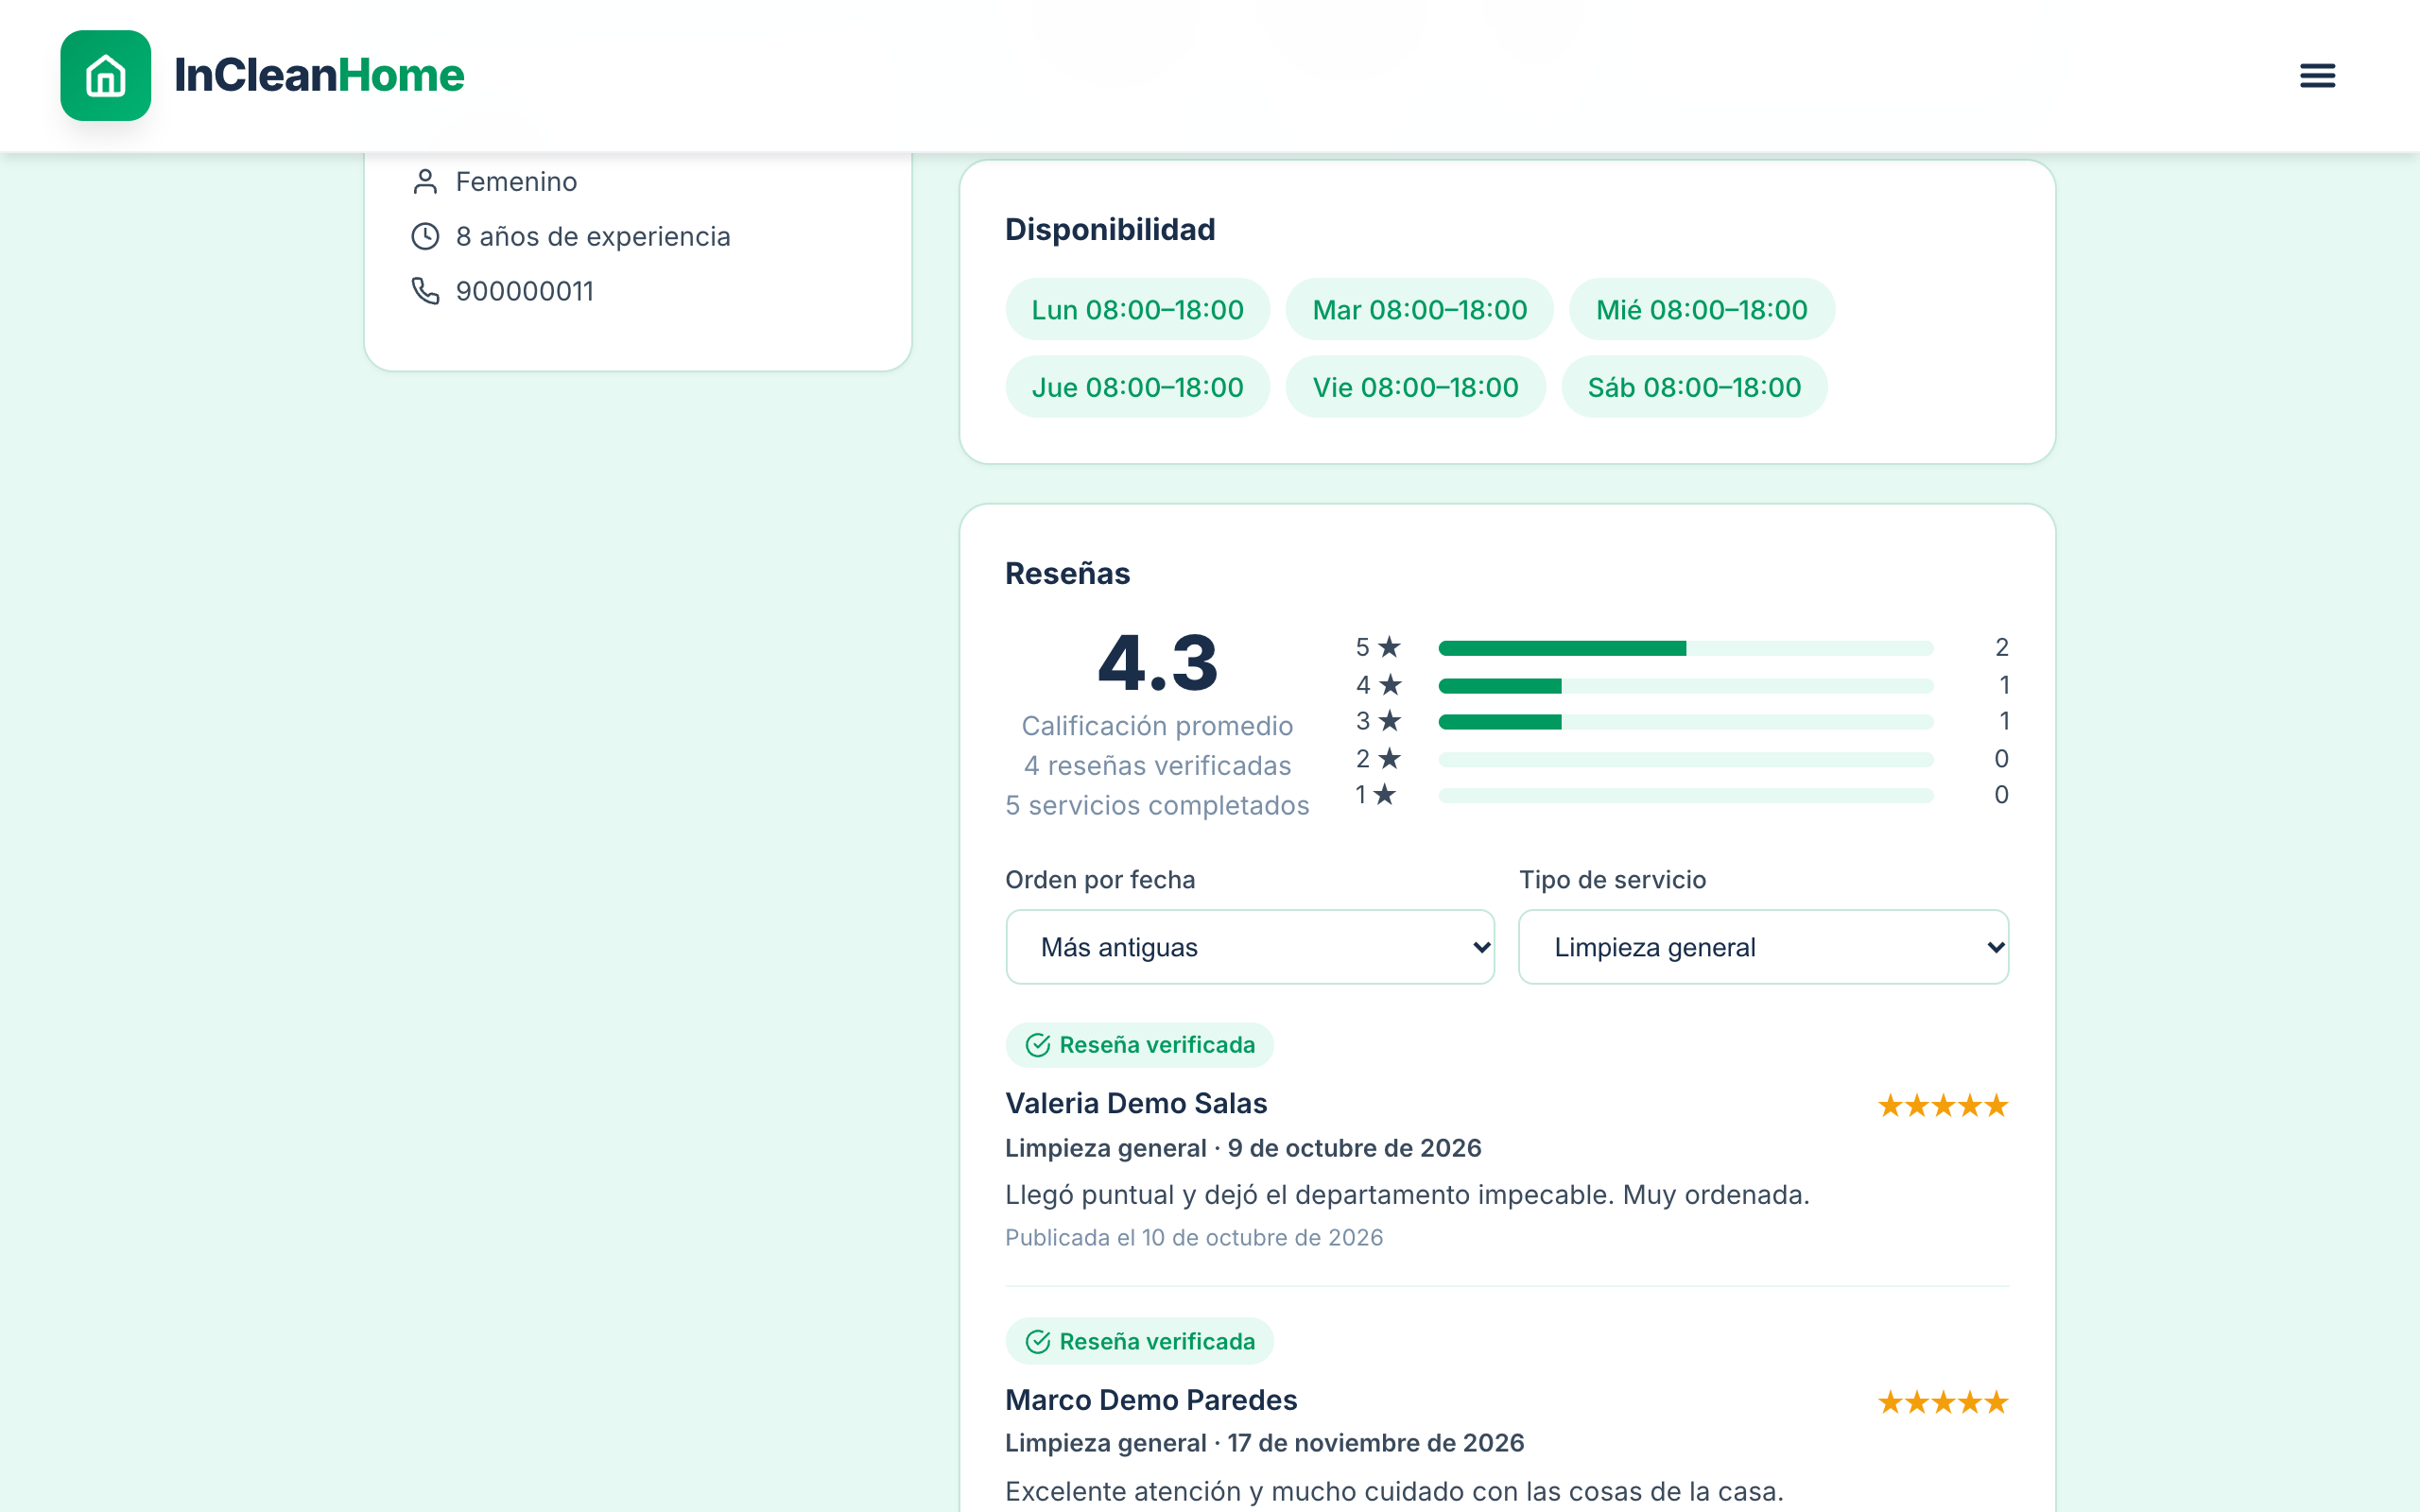 InCleanHome
Femenino
8 años de experiencia
900000011
Disponibilidad
Lun 08:00–18:00
Mar 08:00–18:00
Mié 08:00–18:00
Jue 08:00–18:00
Vie 08:00–18:00
Sáb 08:00–18:00
Reseñas
4.3
Calificación promedio
4 reseñas verificadas
5 servicios completados
5 ★ 2
4 ★ 1
3 ★ 1
2 ★ 0
1 ★ 0
Orden por fecha
Más antiguas
Tipo de servicio
Limpieza general
Reseña verificada
Valeria Demo Salas ★★★★★
Limpieza general · 9 de octubre de 2026
Llegó puntual y dejó el departamento impecable. Muy ordenada.
Publicada el 10 de octubre de 2026
Reseña verificada
Marco Demo Paredes ★★★★★
Limpieza general · 17 de noviembre de 2026
Excelente atención y mucho cuidado con las cosas de la casa.